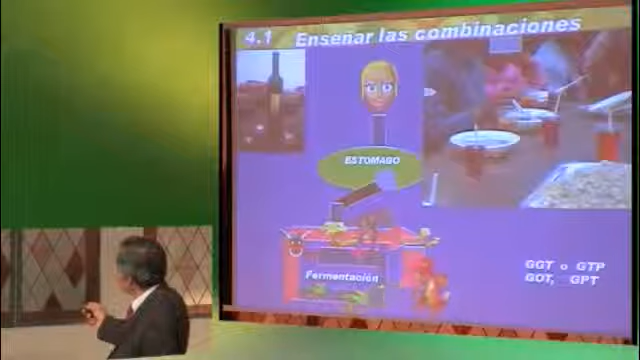 4.1 Enseñar las combinaciones
ESTOMAGO
Fermentación
GGT o GTP
GOT, GPT